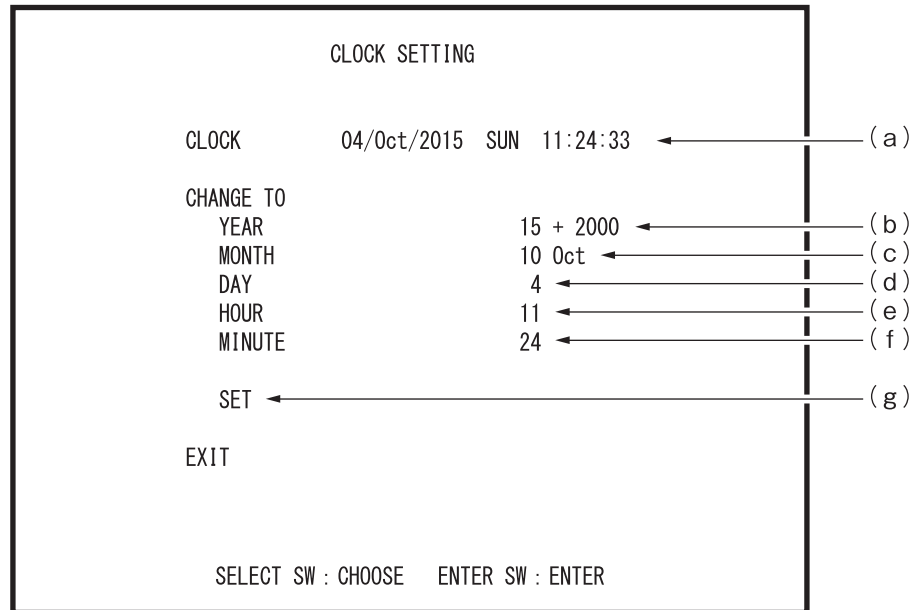 CLOCK SETTING
CLOCK 04/Oct/2015 SUN 11:24:33 (a)
CHANGE TO
YEAR 15 + 2000 (b)
MONTH 10 Oct (c)
DAY 4 (d)
HOUR 11 (e)
MINUTE 24 (f)
SET (g)
EXIT
SELECT SW : CHOOSE ENTER SW : ENTER